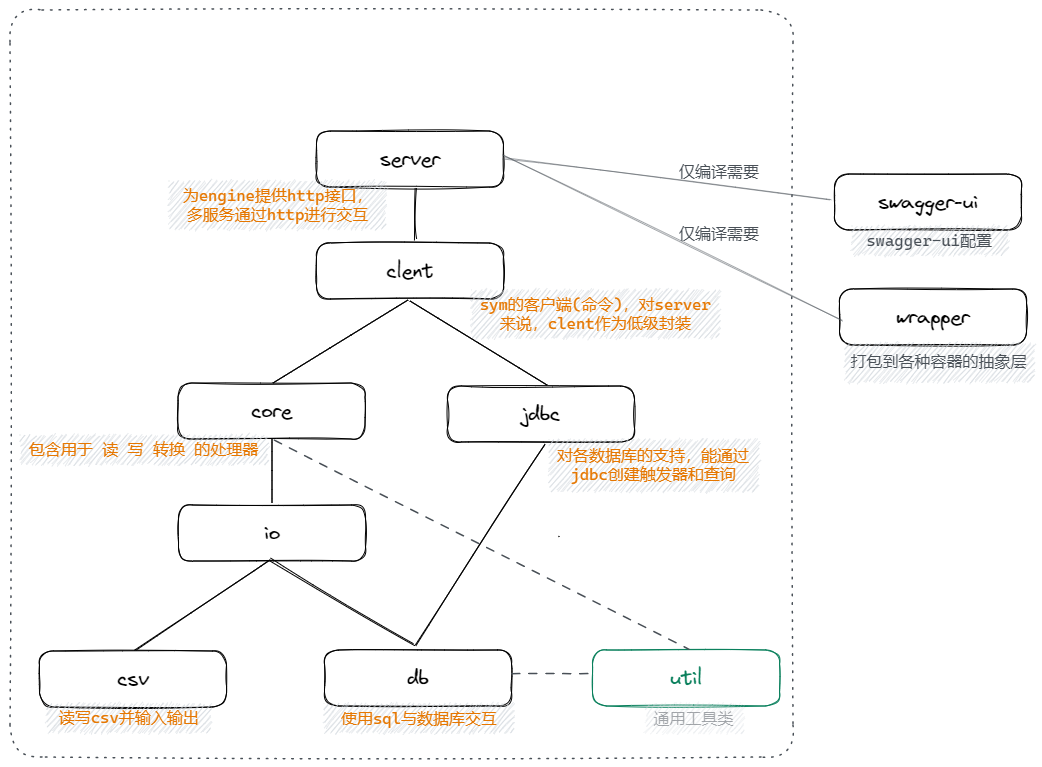 server
为engine提供http接口，
多服务通过http进行交互
仅编译需要
swagger-ui
swagger-ui配置
仅编译需要
clent
sym的客户端(命令)，对server
来说，clent作为低级封装
wrapper
打包到各种容器的抽象层
core
包含用于 读 写 转换 的处理器
jdbc
对各数据库的支持，能通过
jdbc创建触发器和查询
io
csv
读写csv并输入输出
db
使用sql与数据库交互
util
通用工具类